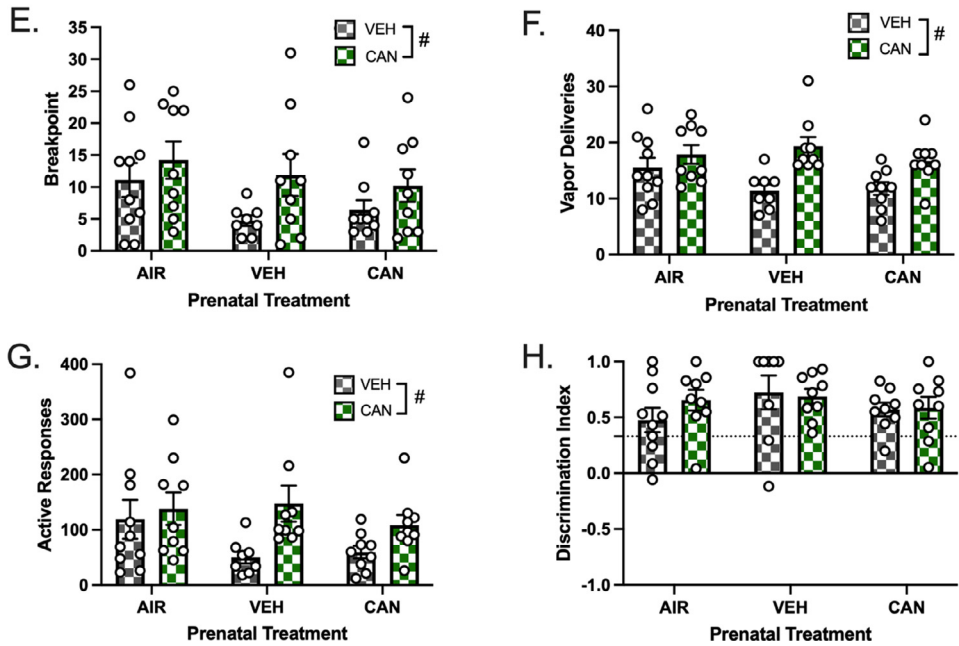 E.
VEH
CAN
#
35
30
25
20
15
10
5
0
Breakpoint
AIR VEH CAN
Prenatal Treatment
F.
VEH
CAN
#
40
30
20
10
0
Vapor Deliveries
AIR VEH CAN
Prenatal Treatment
G.
VEH
CAN
#
400
300
200
100
0
Active Responses
AIR VEH CAN
Prenatal Treatment
H.
1.0
0.5
0.0
-0.5
-1.0
Discrimination Index
AIR VEH CAN
Prenatal Treatment